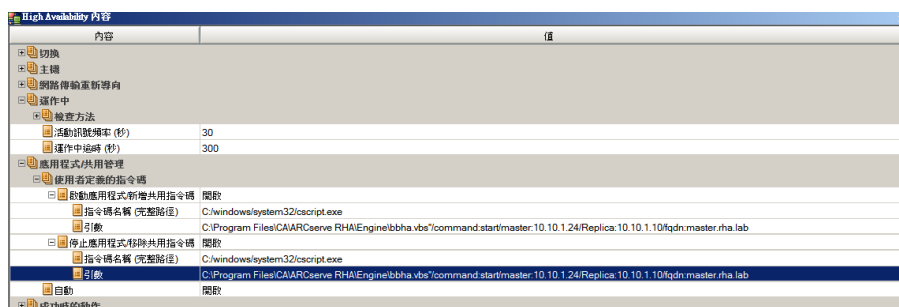 High Availability 內容
內容 值
切換
主機
網路傳輸重新導向
運作中
檢查方法
活動訊號頻率 (秒) 30
運作中逾時 (秒) 300
應用程式/共用管理
使用者定義的指令碼
啟動應用程式/新增共用指令碼 開啟
指令碼名稱 (完整路徑) C:/windows/system32/cscript.exe
引數 C:\Program Files\CA\ARCserve RHA\Engine\bbha.vbs"/command:start/master:10.10.1.24/Replica:10.10.1.10/fqdn:master.rha.lab
停止應用程式/移除共用指令碼 開啟
指令碼名稱 (完整路徑) C:/windows/system32/cscript.exe
引數 C:\Program Files\CA\ARCserve RHA\Engine\bbha.vbs"/command:start/master:10.10.1.24/Replica:10.10.1.10/fqdn:master.rha.lab
自動 開啟
成功時的動作